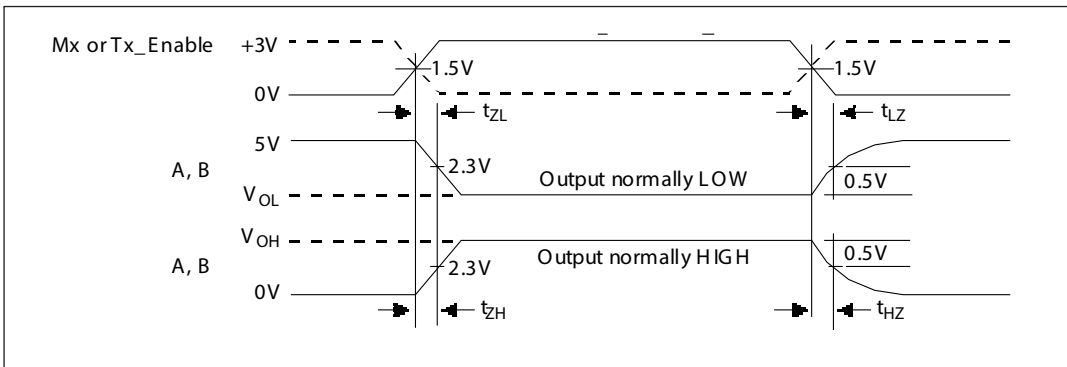 Mx or Tx_Enable +3V
1.5V 1.5V
0V
tZL tLZ
5V
A, B 2.3V
Output normally LOW 0.5V
VOL
VOH
Output normally HIGH 0.5V
A, B 2.3V
0V
tZH tHZ